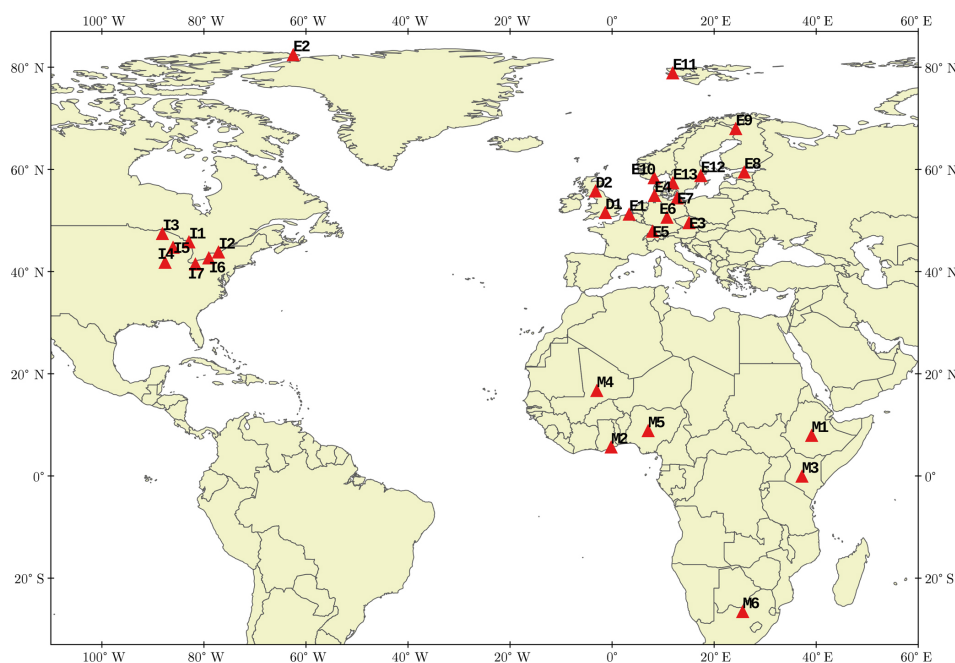 100° W 80° W 60° W 40° W 20° W 0° 20° E 40° E 60° E
E2
80° N E11 80° N
E9
60° N E10 E13 E12 E8 60° N
D2 E4 E7
D1 E1 E6
I3 I1 I2 E5 E3
I4 I5 I7 I6
40° N 40° N
20° N M4 20° N
M5 M1
M2
0° M3 0°
20° S 20° S
M6
100° W 80° W 60° W 40° W 20° W 0° 20° E 40° E 60° E